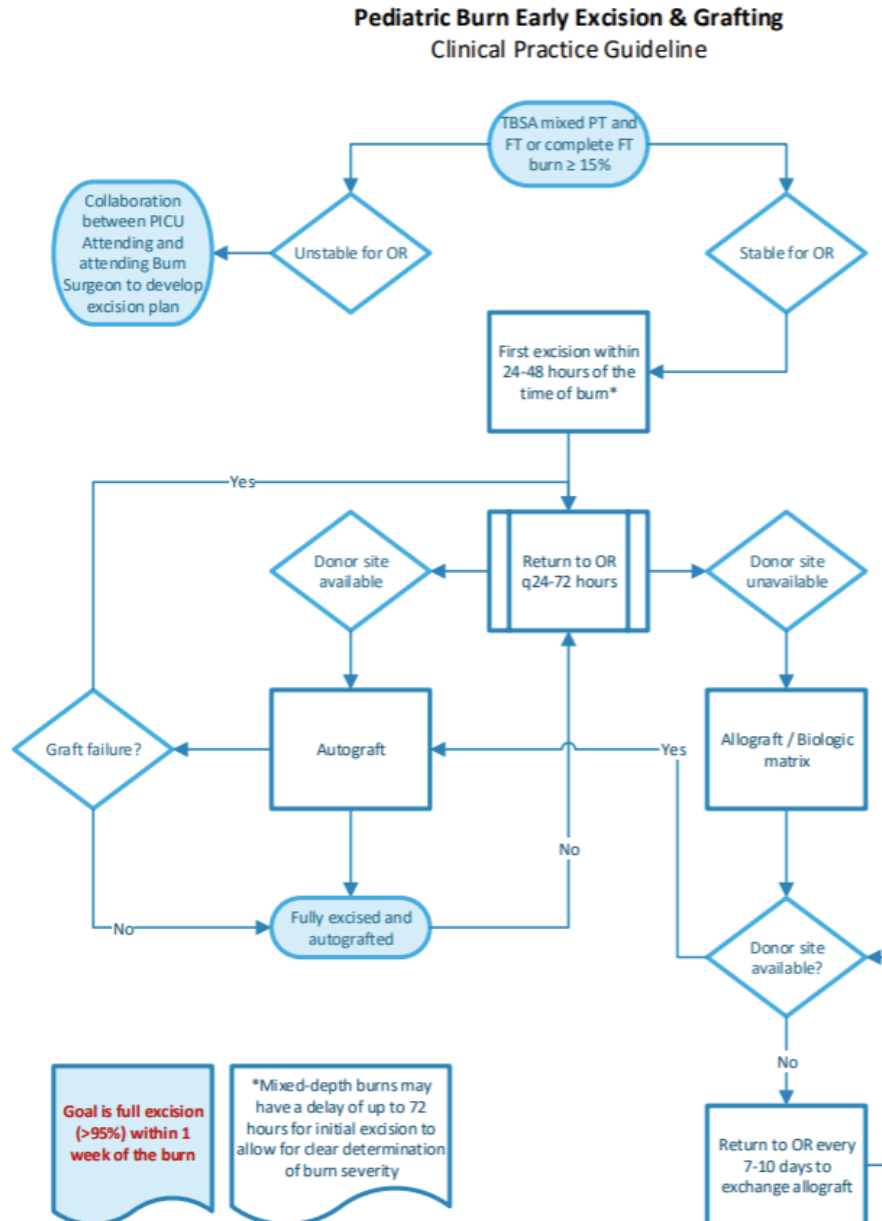 Pediatric Burn Early Excision & Grafting
Clinical Practice Guideline
TBSA mixed PT and
FT or complete FT
burn ≥ 15%
Collaboration
between PICU
Attending and
attending Burn
Surgeon to develop
excision plan
Unstable for OR
Stable for OR
First excision within
24-48 hours of the
time of burn*
Yes
Donor site
available
Return to OR
q24-72 hours
Donor site
unavailable
Graft failure?
Autograft
Yes
Allograft / Biologic
matrix
No
No
Fully excised and
autografted
Donor site
available?
No
Goal is full excision
(>95%) within 1
week of the burn
*Mixed-depth burns may
have a delay of up to 72
hours for initial excision to
allow for clear determination
of burn severity
Return to OR every
7-10 days to
exchange allograft